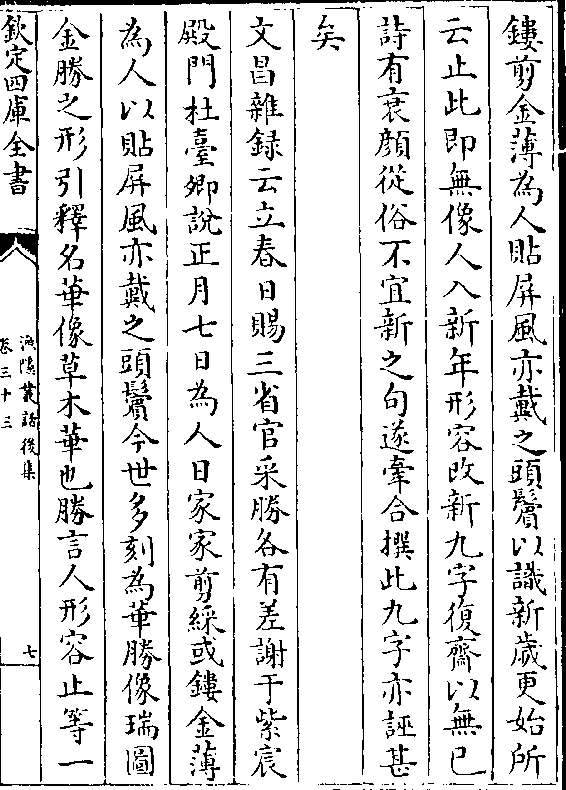 鏤剪金薄為人貼屏風亦戴之頭鬢以識新歲更始所
云止此即無像人入新年形容改新九字復齋以無已
詩有衰顏從俗不宜新之句遂牽合撰此九字亦誣甚
矣
文昌雜録云立春日賜三省官采勝各有差謝于紫宸
殿門杜臺卿說正月七日為人日家家剪綵或鏤金薄
為人以貼屏風亦戴之頭鬢今世多刻為華勝像瑞圖
金勝之形引釋名華像草木華也勝言人形容止等一
欽定四庫全書
漁隱叢話後集
卷三十三
七